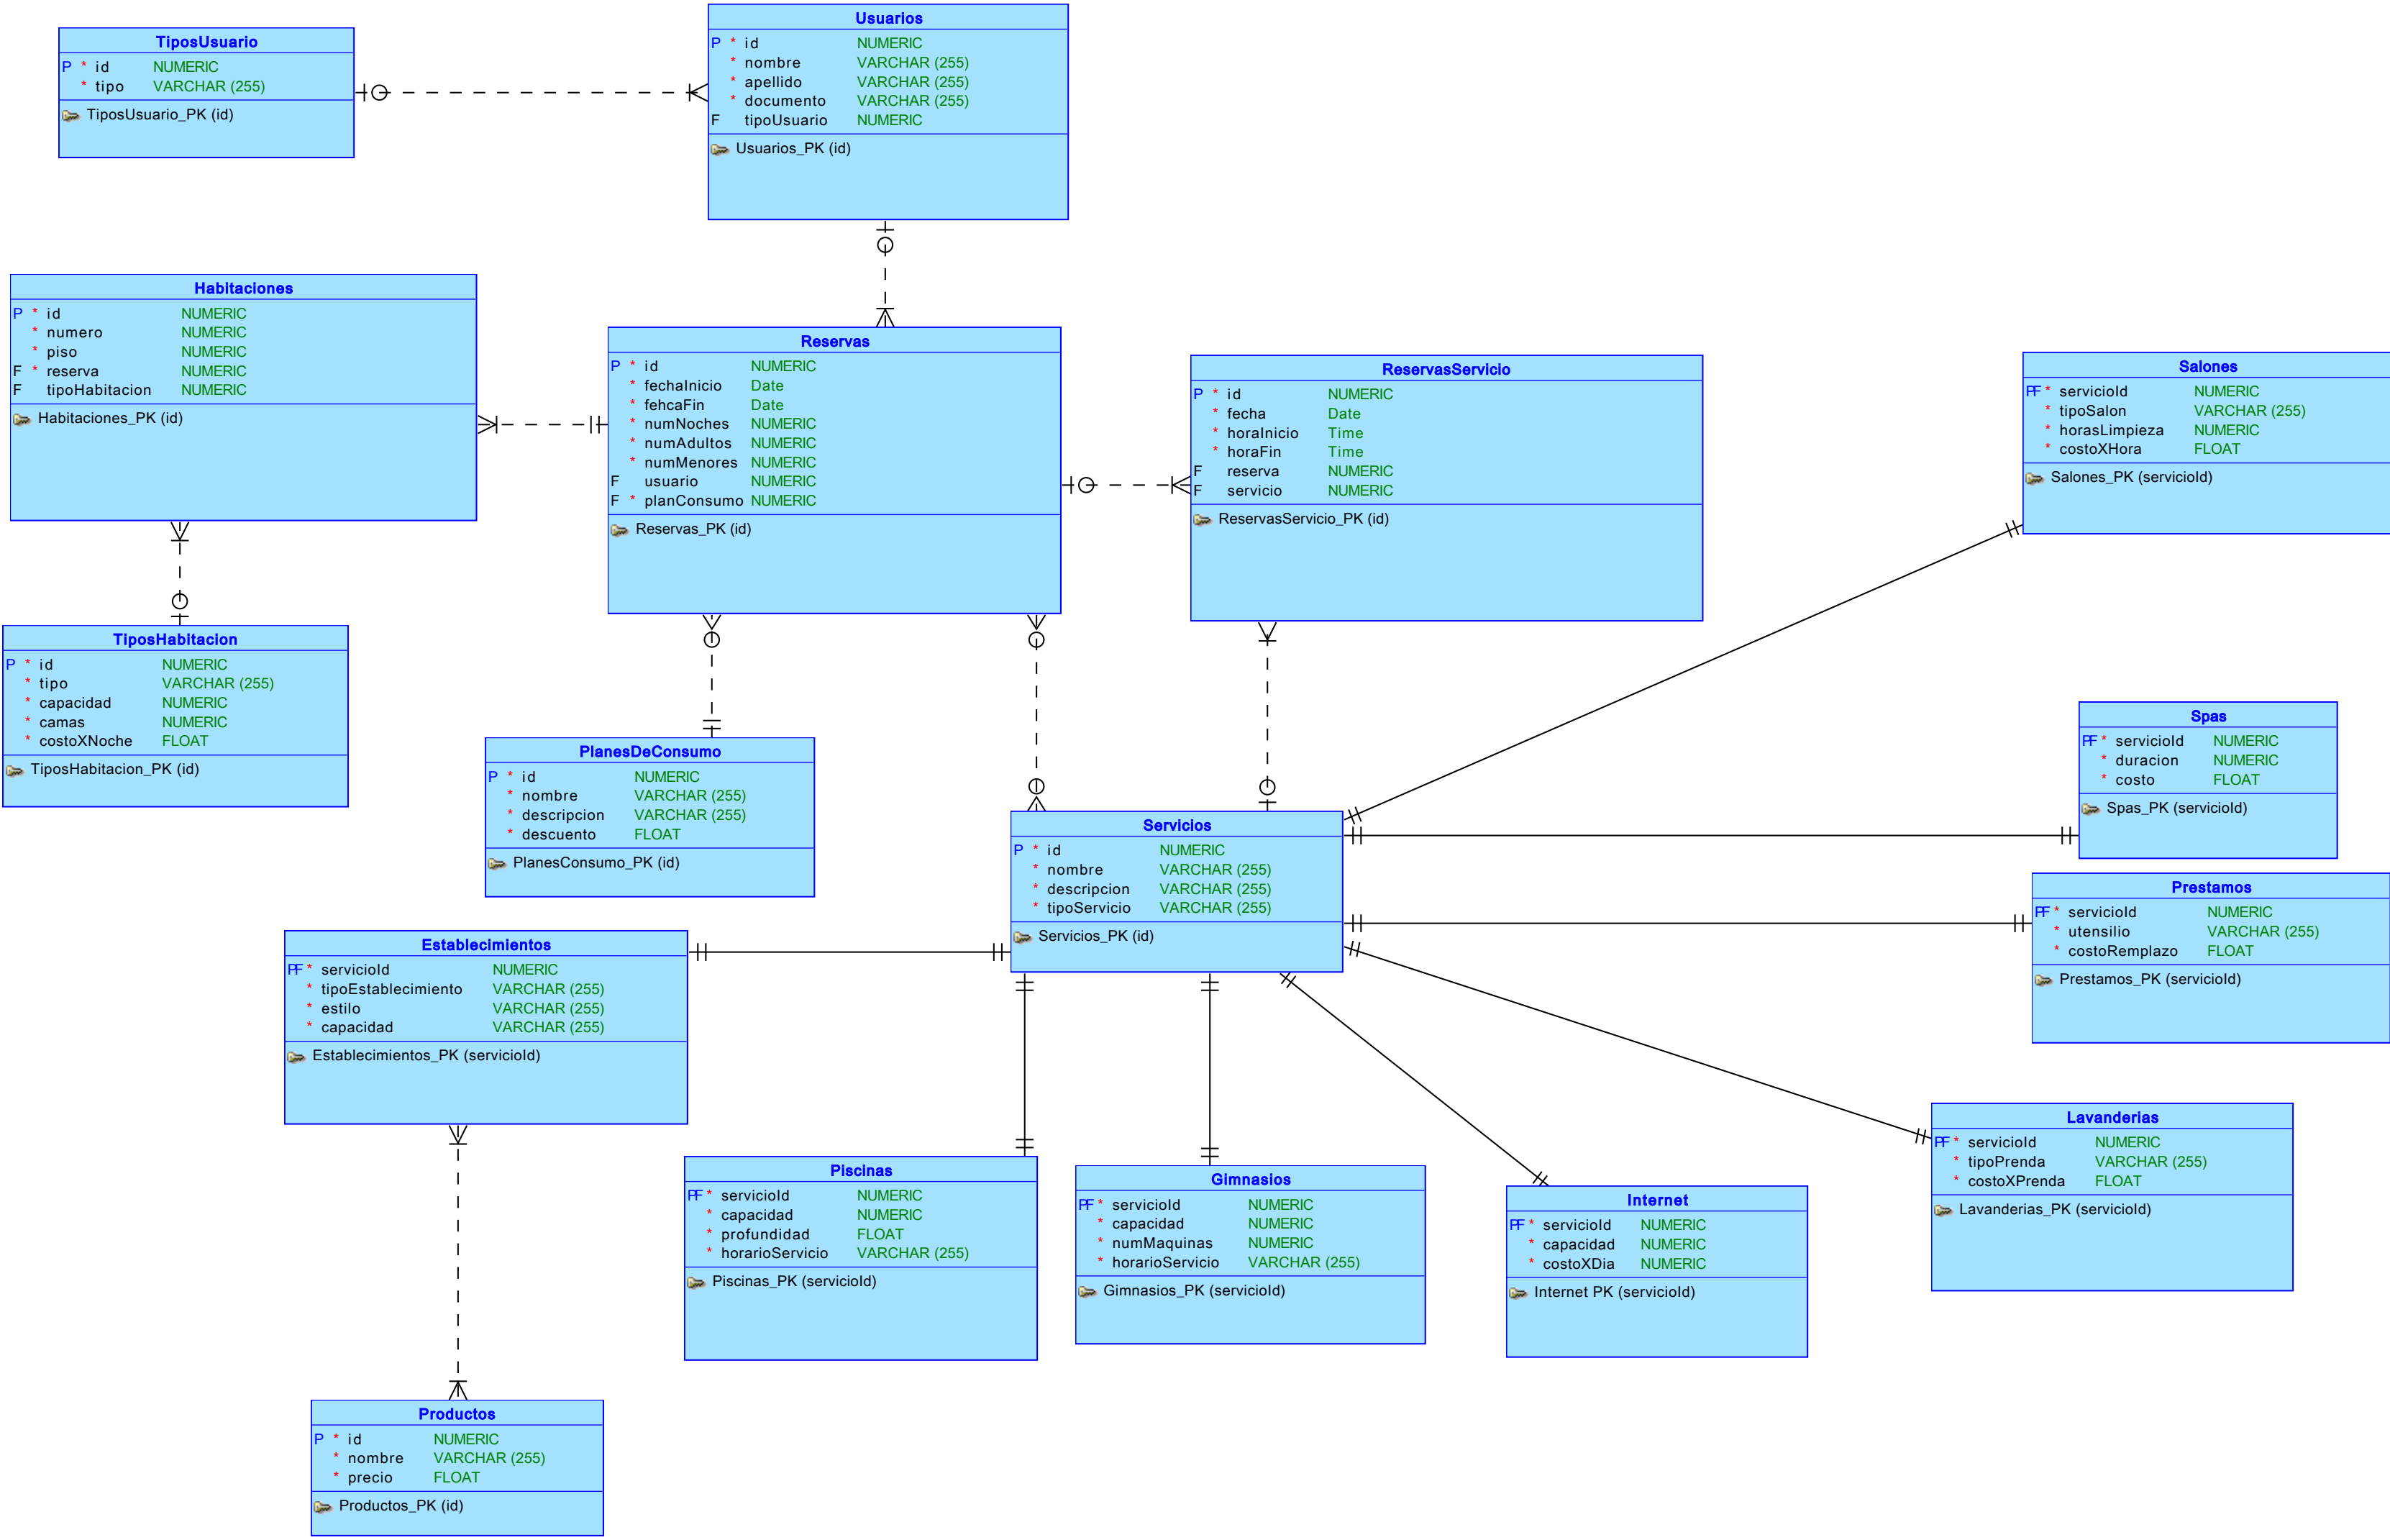 TiposUsuario
P * id NUMERIC
* tipo VARCHAR (255)
TiposUsuario_PK (id)
Usuarios
P * id NUMERIC
* nombre VARCHAR (255)
* apellido VARCHAR (255)
* documento VARCHAR (255)
F tipoUsuario NUMERIC
Usuarios_PK (id)
Habitaciones
P * id NUMERIC
* numero NUMERIC
* piso NUMERIC
F * reserva NUMERIC
F tipoHabitacion NUMERIC
Habitaciones_PK (id)
Reservas
P * id NUMERIC
* fechaInicio Date
* fehcaFin Date
* numNoches NUMERIC
* numAdultos NUMERIC
* numMenores NUMERIC
F usuario NUMERIC
F * planConsumo NUMERIC
Reservas_PK (id)
ReservasServicio
P * id NUMERIC
* fecha Date
* horaInicio Time
* horaFin Time
F reserva NUMERIC
F servicio NUMERIC
ReservasServicio_PK (id)
Salones
PF * servicioId NUMERIC
* tipoSalon VARCHAR (255)
* horasLimpieza NUMERIC
* costoXHora FLOAT
Salones_PK (servicioId)
TiposHabitacion
P * id NUMERIC
* tipo VARCHAR (255)
* capacidad NUMERIC
* camas NUMERIC
* costoXNoche FLOAT
TiposHabitacion_PK (id)
PlanesDeConsumo
P * id NUMERIC
* nombre VARCHAR (255)
* descripcion VARCHAR (255)
* descuento FLOAT
PlanesConsumo_PK (id)
Spas
PF * servicioId NUMERIC
* duracion NUMERIC
* costo FLOAT
Spas_PK (servicioId)
Servicios
P * id NUMERIC
* nombre VARCHAR (255)
* descripcion VARCHAR (255)
* tipoServicio VARCHAR (255)
Servicios_PK (id)
Prestamos
PF * servicioId NUMERIC
* utensilio VARCHAR (255)
* costoRemplazo FLOAT
Prestamos_PK (servicioId)
Establecimientos
PF * servicioId NUMERIC
* tipoEstablecimiento VARCHAR (255)
* estilo VARCHAR (255)
* capacidad VARCHAR (255)
Establecimientos_PK (servicioId)
Lavanderias
PF * servicioId NUMERIC
* tipoPrenda VARCHAR (255)
* costoXPrenda FLOAT
Lavanderias_PK (servicioId)
Piscinas
PF * servicioId NUMERIC
* capacidad NUMERIC
* profundidad FLOAT
* horarioServicio VARCHAR (255)
Piscinas_PK (servicioId)
Gimnasios
PF * servicioId NUMERIC
* capacidad NUMERIC
* numMaquinas NUMERIC
* horarioServicio VARCHAR (255)
Gimnasios_PK (servicioId)
Internet
PF * servicioId NUMERIC
* capacidad NUMERIC
* costoXDia NUMERIC
Internet PK (servicioId)
Productos
P * id NUMERIC
* nombre VARCHAR (255)
* precio FLOAT
Productos_PK (id)